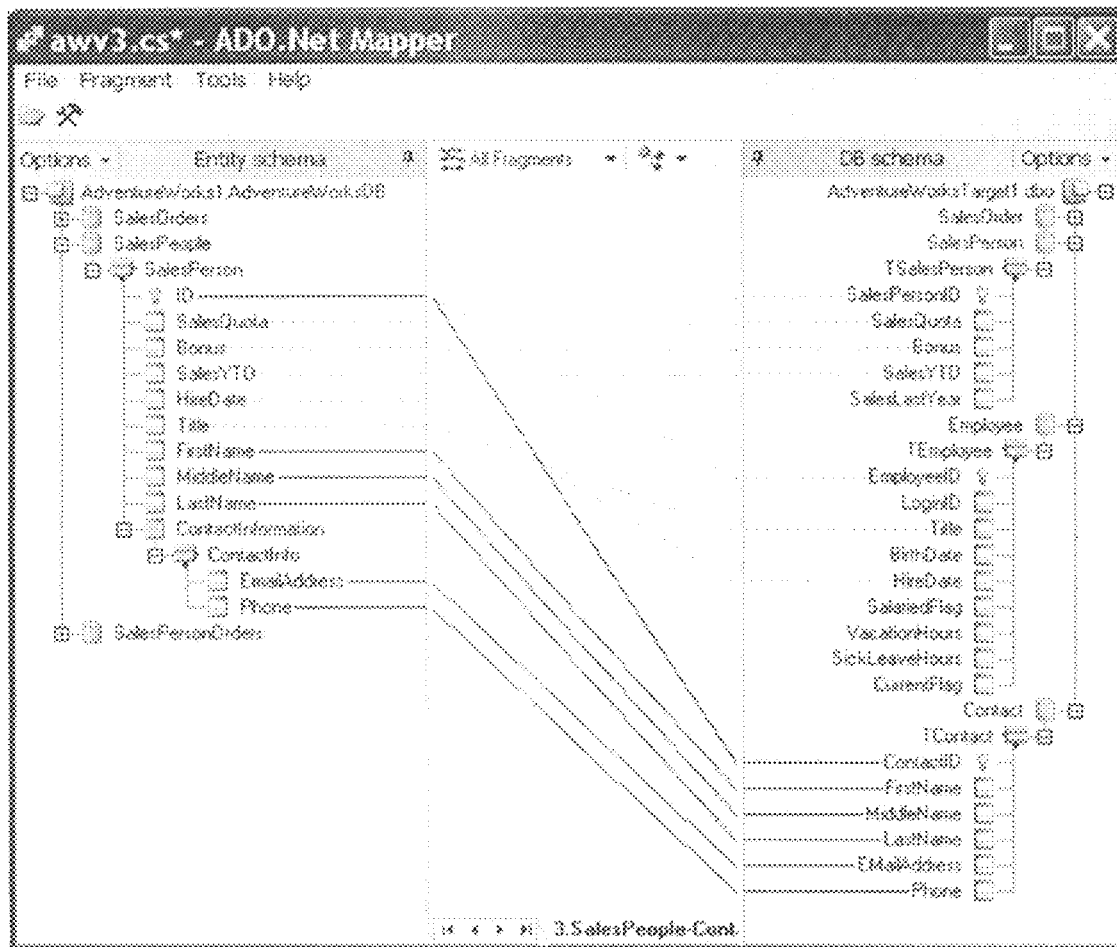 awv3.cs* - ADO.Net Mapper
File Fragment Tools Help
Options Entity schema All Fragments DB schema Options
AdventureWorks1.AdventureWorksDB
SalesOrders
SalesPeople
SalesPerson
ID
SalesQuota
Bonus
SalesYTD
HireDate
Title
FirstName
MiddleName
LastName
ContactInformation
ContactInfo
EmailAddress
Phone
SalesPersonOrders
AdventureWorksTarget1.dbo
SalesOrder
SalesPerson
TSalesPerson
SalesPersonID
SalesQuota
Bonus
SalesYTD
SalesLastYear
Employee
TEmployee
EmployeeID
LoginID
Title
BirthDate
HireDate
SalariedFlag
VacationHours
SickLeaveHours
CurrentFlag
Contact
TContact
ContactID
FirstName
MiddleName
LastName
EMailAddress
Phone
3.SalesPeople-Cont